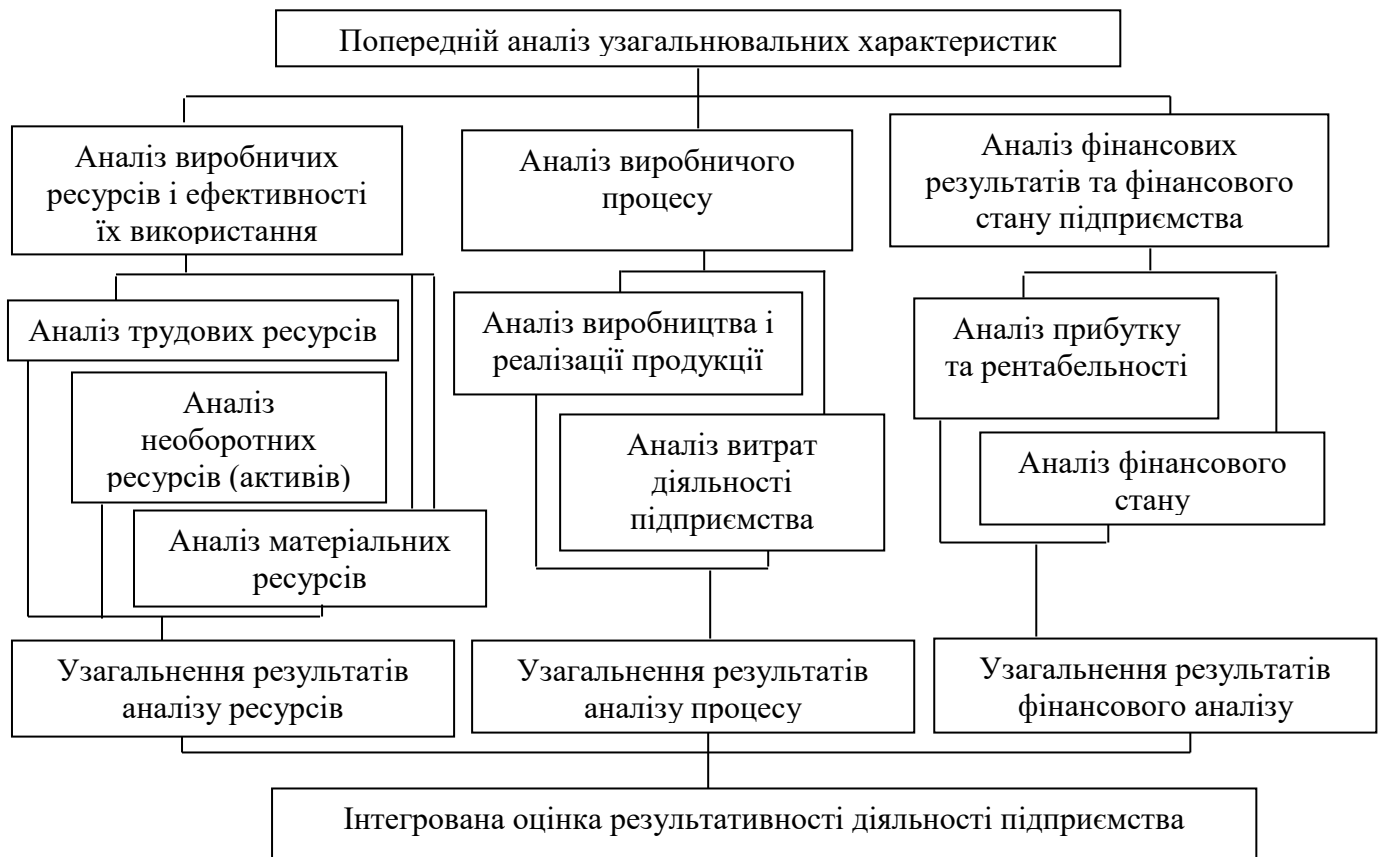 Попередній аналіз узагальнювальних характеристик
Аналіз виробничих
ресурсів і ефективності
їх використання
Аналіз виробничого
процесу
Аналіз фінансових
результатів та фінансового
стану підприємства
Аналіз трудових ресурсів
Аналіз
необоротних
ресурсів (активів)
Аналіз матеріальних
ресурсів
Аналіз виробництва і
реалізації продукції
Аналіз витрат
діяльності
підприємства
Аналіз прибутку
та рентабельності
Аналіз фінансового
стану
Узагальнення результатів
аналізу ресурсів
Узагальнення результатів
аналізу процесу
Узагальнення результатів
фінансового аналізу
Інтегрована оцінка результативності діяльності підприємства